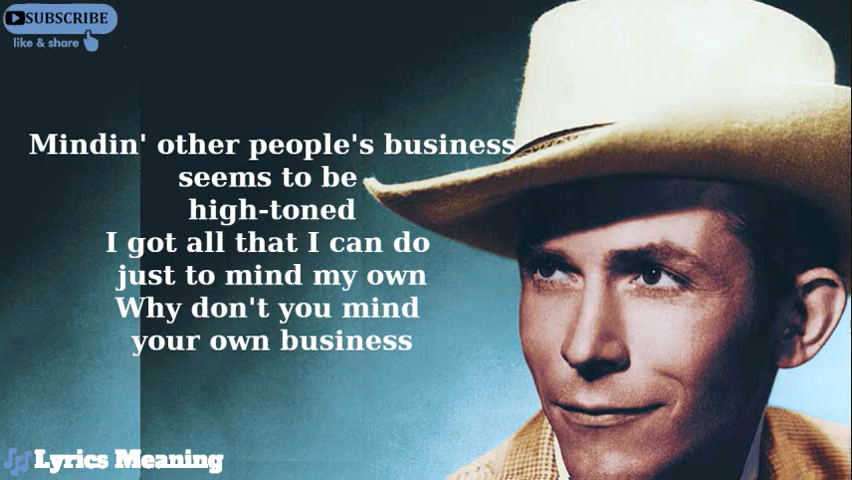 SUBSCRIBE
like & share
Mindin' other people's business
seems to be
high-toned
I got all that I can do
just to mind my own
Why don't you mind
your own business
Lyrics Meaning